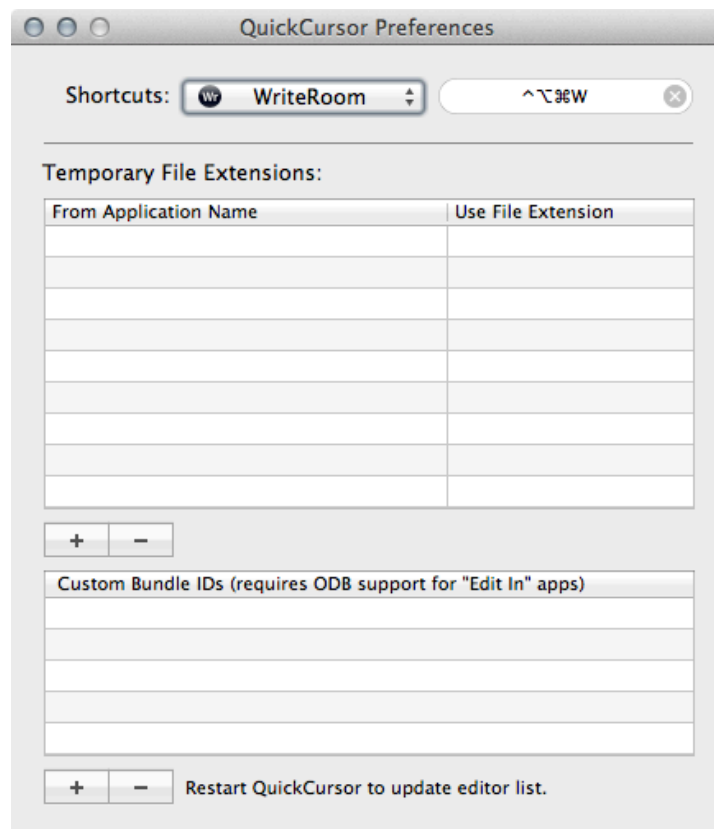 QuickCursor Preferences
Shortcuts: Wr WriteRoom ^⌥⌘W
Temporary File Extensions:
From Application Name Use File Extension
+ −
Custom Bundle IDs (requires ODB support for "Edit In" apps)
+ − Restart QuickCursor to update editor list.